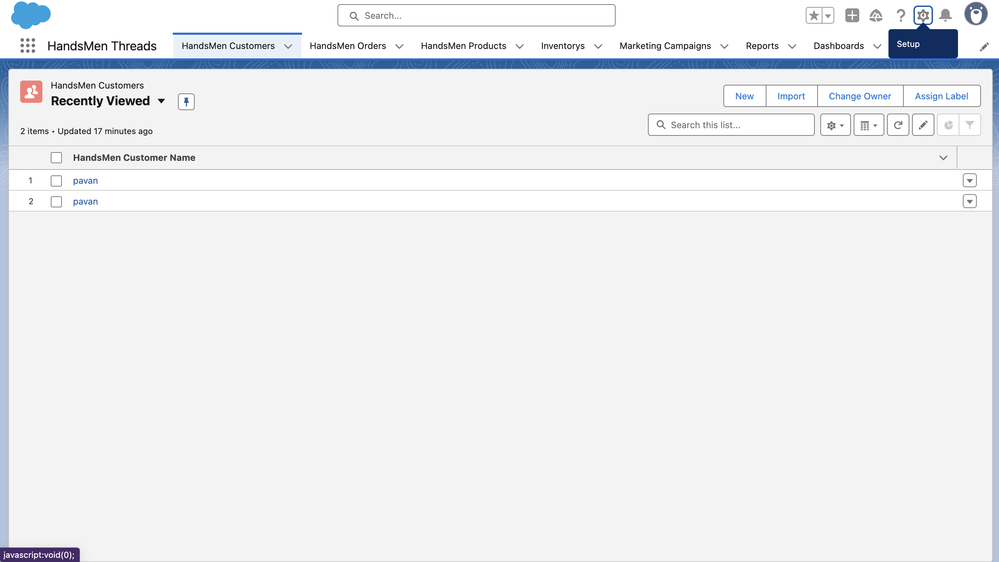 Search...
HandsMen Threads
HandsMen Customers
HandsMen Orders
HandsMen Products
Inventorys
Marketing Campaigns
Reports
Dashboards
Setup
HandsMen Customers
Recently Viewed
New
Import
Change Owner
Assign Label
2 items • Updated 17 minutes ago
Search this list...
HandsMen Customer Name
1 pavan
2 pavan
javascript:void(0);